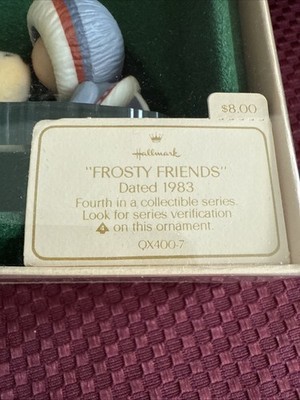 $8.00
Hallmark
"FROSTY FRIENDS"
Dated 1983
Fourth in a collectible series.
Look for series verification
4 on this ornament.
QX400-7